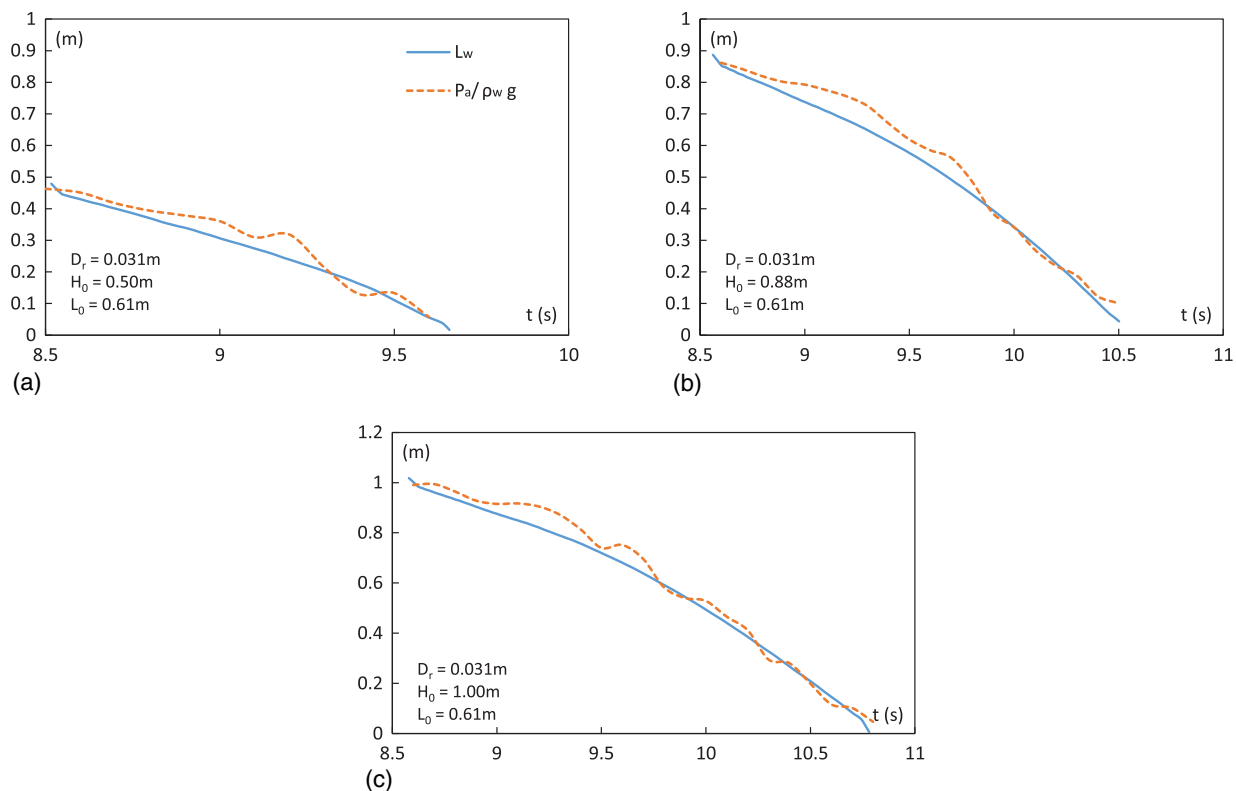 1
(m)
0.9
0.8
0.7
0.6
0.5
0.4
0.3
0.2
0.1
0
Lw
Pa/ ρw g
Dr = 0.031m
H0 = 0.50m
L0 = 0.61m
t (s)
8.5 9 9.5 10
(a)
1
(m)
0.9
0.8
0.7
0.6
0.5
0.4
0.3
0.2
0.1
0
Dr = 0.031m
H0 = 0.88m
L0 = 0.61m
t (s)
8.5 9 9.5 10 10.5 11
(b)
1.2
(m)
1
0.8
0.6
0.4
0.2
0
Dr = 0.031m
H0 = 1.00m
L0 = 0.61m
t (s)
8.5 9 9.5 10 10.5 11
(c)